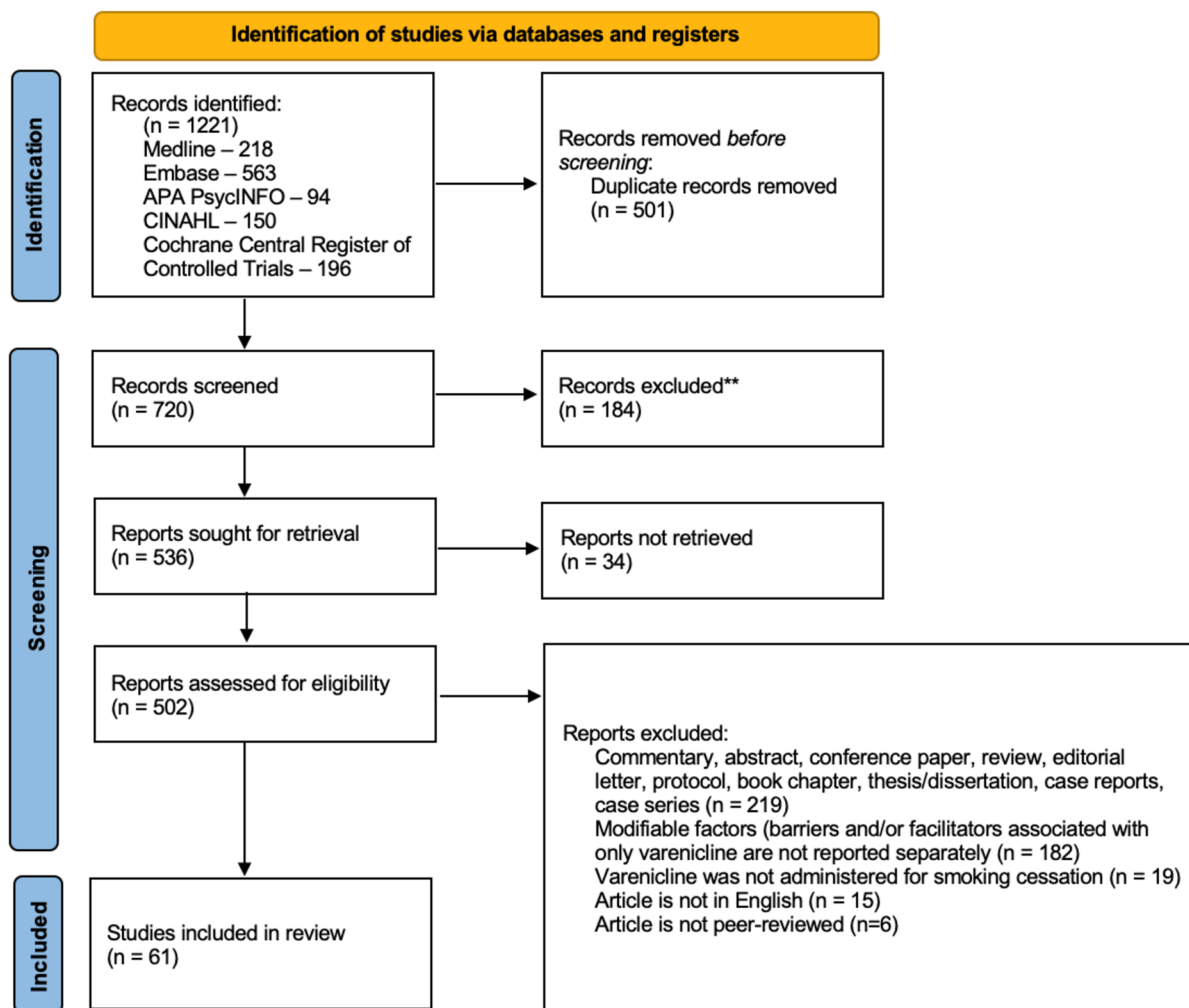 Identification of studies via databases and registers
Identification
Records identified:
(n = 1221)
Medline – 218
Embase – 563
APA PsycINFO – 94
CINAHL – 150
Cochrane Central Register of
Controlled Trials – 196
Records removed before
screening:
Duplicate records removed
(n = 501)
Screening
Records screened
(n = 720)
Records excluded**
(n = 184)
Reports sought for retrieval
(n = 536)
Reports not retrieved
(n = 34)
Reports assessed for eligibility
(n = 502)
Reports excluded:
Commentary, abstract, conference paper, review, editorial
letter, protocol, book chapter, thesis/dissertation, case reports,
case series (n = 219)
Modifiable factors (barriers and/or facilitators associated with
only varenicline are not reported separately (n = 182)
Varenicline was not administered for smoking cessation (n = 19)
Article is not in English (n = 15)
Article is not peer-reviewed (n=6)
Included
Studies included in review
(n = 61)